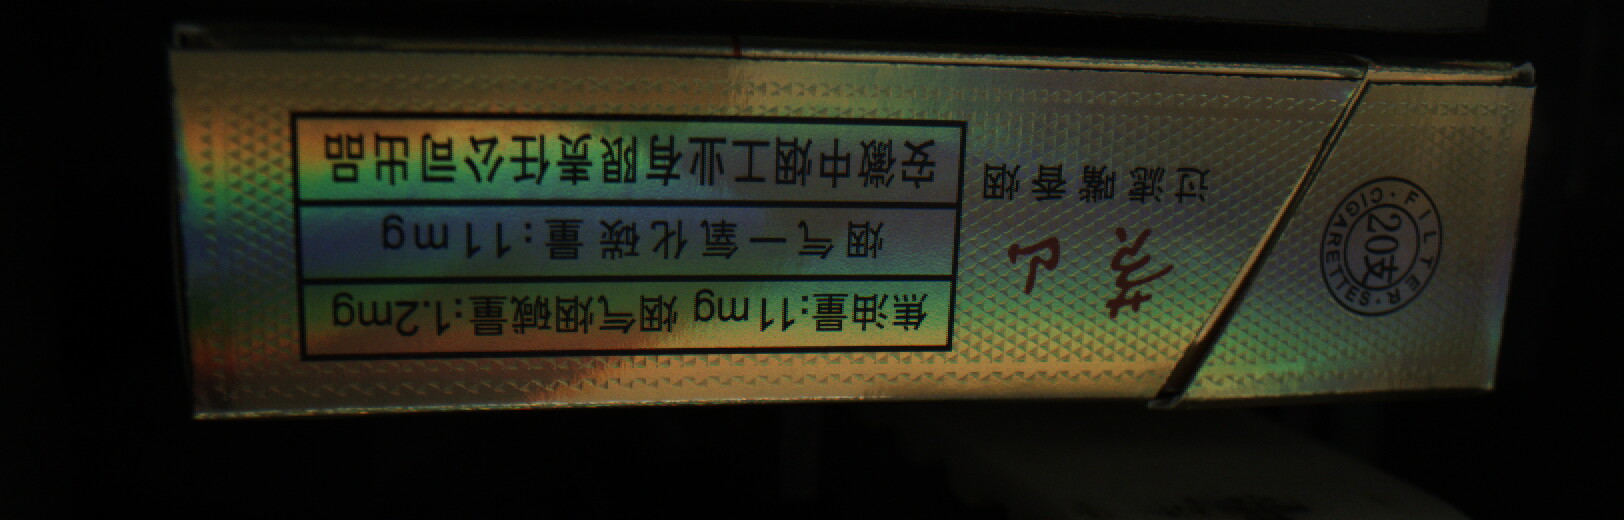 FILTER·CIGARETTES·
20支
黄山
过滤嘴香烟
焦油量:11mg 烟气烟碱量:1.2mg
烟气一氧化碳量:11mg
安徽中烟工业有限责任公司出品